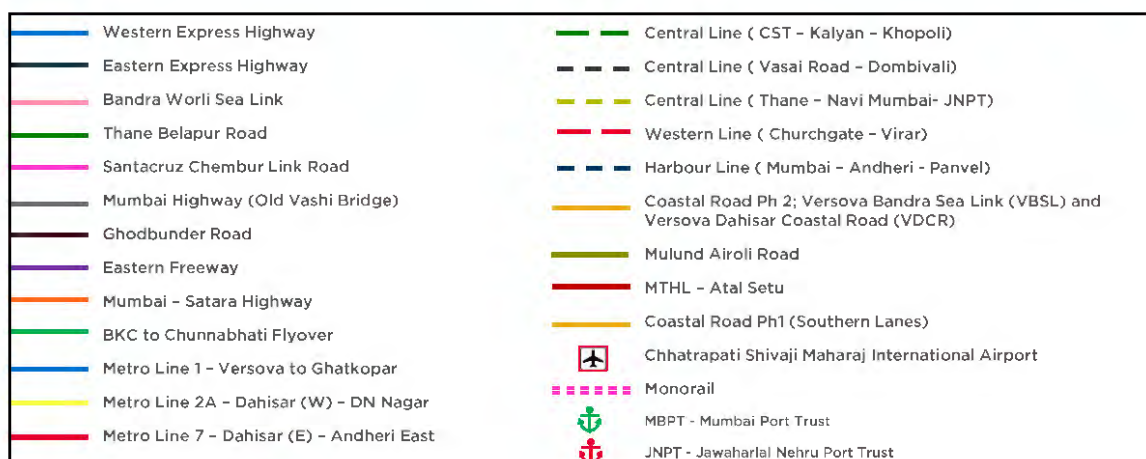 Western Express Highway
Eastern Express Highway
Bandra Worli Sea Link
Thane Belapur Road
Santacruz Chembur Link Road
Mumbai Highway (Old Vashi Bridge)
Ghodbunder Road
Eastern Freeway
Mumbai – Satara Highway
BKC to Chunnabhati Flyover
Metro Line 1 – Versova to Ghatkopar
Metro Line 2A – Dahisar (W) – DN Nagar
Metro Line 7 – Dahisar (E) – Andheri East
Central Line ( CST – Kalyan – Khopoli)
Central Line ( Vasai Road – Dombivali)
Central Line ( Thane – Navi Mumbai- JNPT)
Western Line ( Churchgate – Virar)
Harbour Line ( Mumbai – Andheri - Panvel)
Coastal Road Ph 2; Versova Bandra Sea Link (VBSL) and
Versova Dahisar Coastal Road (VDCR)
Mulund Airoli Road
MTHL – Atal Setu
Coastal Road Ph1 (Southern Lanes)
Chhatrapati Shivaji Maharaj International Airport
Monorail
MBPT - Mumbai Port Trust
JNPT - Jawaharlal Nehru Port Trust